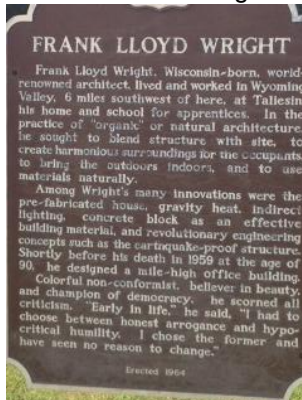 FRANK LLOYD WRIGHT
Frank Lloyd Wright, Wisconsin-born, world-
renowned architect, lived and worked in Wyoming
Valley, 6 miles southwest of here, at Taliesin
his home and school for apprentices. In the
practice of "organic" or natural architecture
he sought to blend structure with site, to
create harmonious surroundings for the occupants
to bring the outdoors indoors, and to use
materials naturally.
Among Wright's many innovations were the
pre-fabricated house, gravity heat, indirect
lighting, concrete block as an effective
building material, and revolutionary engineering
concepts such as the earthquake-proof structure.
Shortly before his death in 1959 at the age of
90, he designed a mile-high office building.
Colorful non-conformist, believer in beauty,
and champion of democracy, he scorned all
criticism. "Early in life," he said, "I had to
choose between honest arrogance and hypo-
critical humility. I chose the former and
have seen no reason to change."
Erected 1964